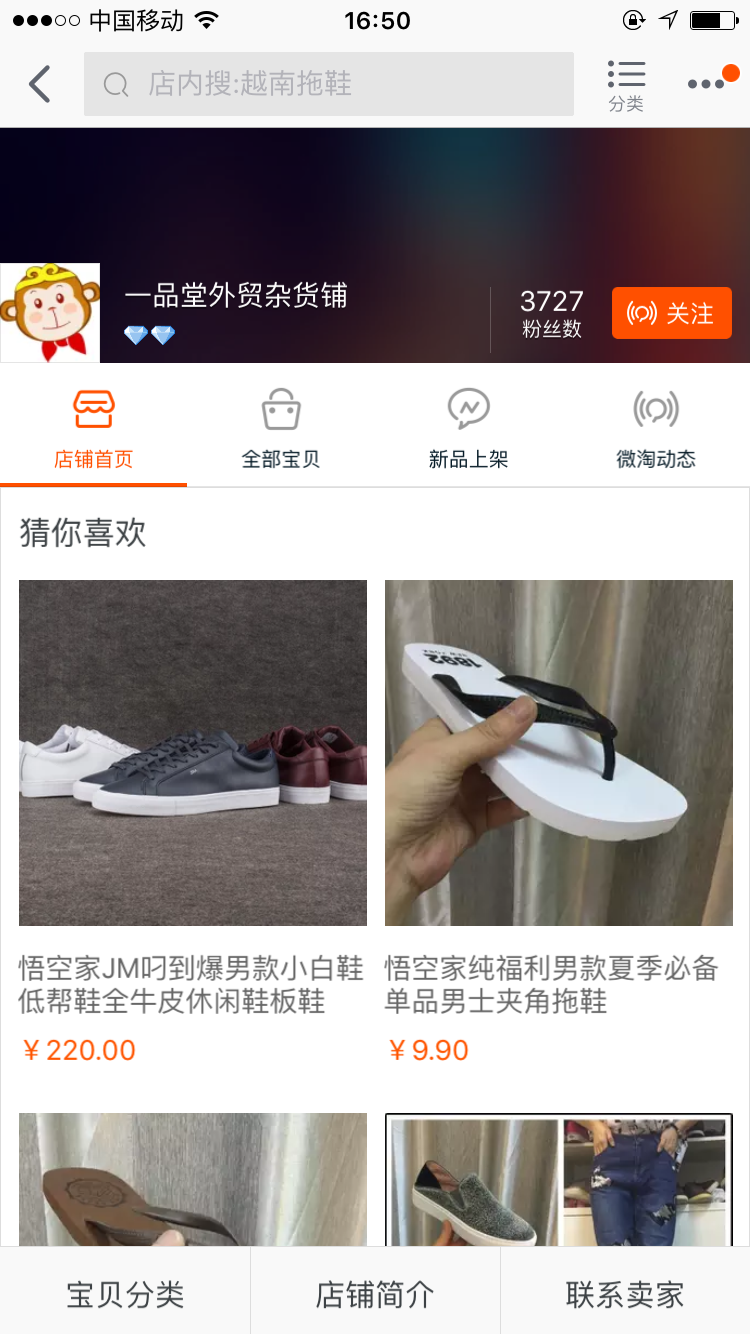 中国移动
16:50
店内搜:越南拖鞋
分类
一品堂外贸杂货铺
3727
粉丝数
关注
店铺首页
全部宝贝
新品上架
微淘动态
猜你喜欢
1892
悟空家JM叼到爆男款小白鞋
低帮鞋全牛皮休闲鞋板鞋
¥ 220.00
悟空家纯福利男款夏季必备
单品男士夹角拖鞋
¥ 9.90
宝贝分类
店铺简介
联系卖家